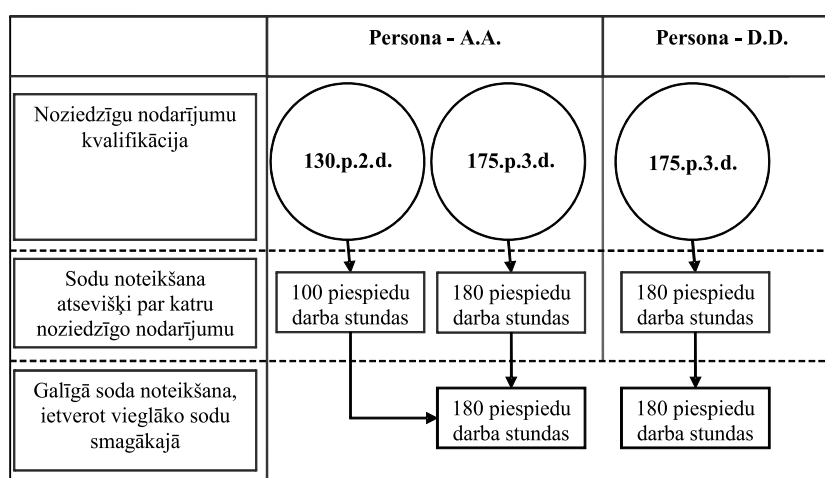 Persona - A.A.
Persona - D.D.
Noziedzīgu nodarījumu
kvalifikācija
130.p.2.d.
175.p.3.d.
175.p.3.d.
Sodu noteikšana
atsevišķi par katru
noziedzīgo nodarījumu
100 piespiedu
darba stundas
180 piespiedu
darba stundas
180 piespiedu
darba stundas
Galīgā soda noteikšana,
ietverot vieglāko sodu
smagākajā
180 piespiedu
darba stundas
180 piespiedu
darba stundas